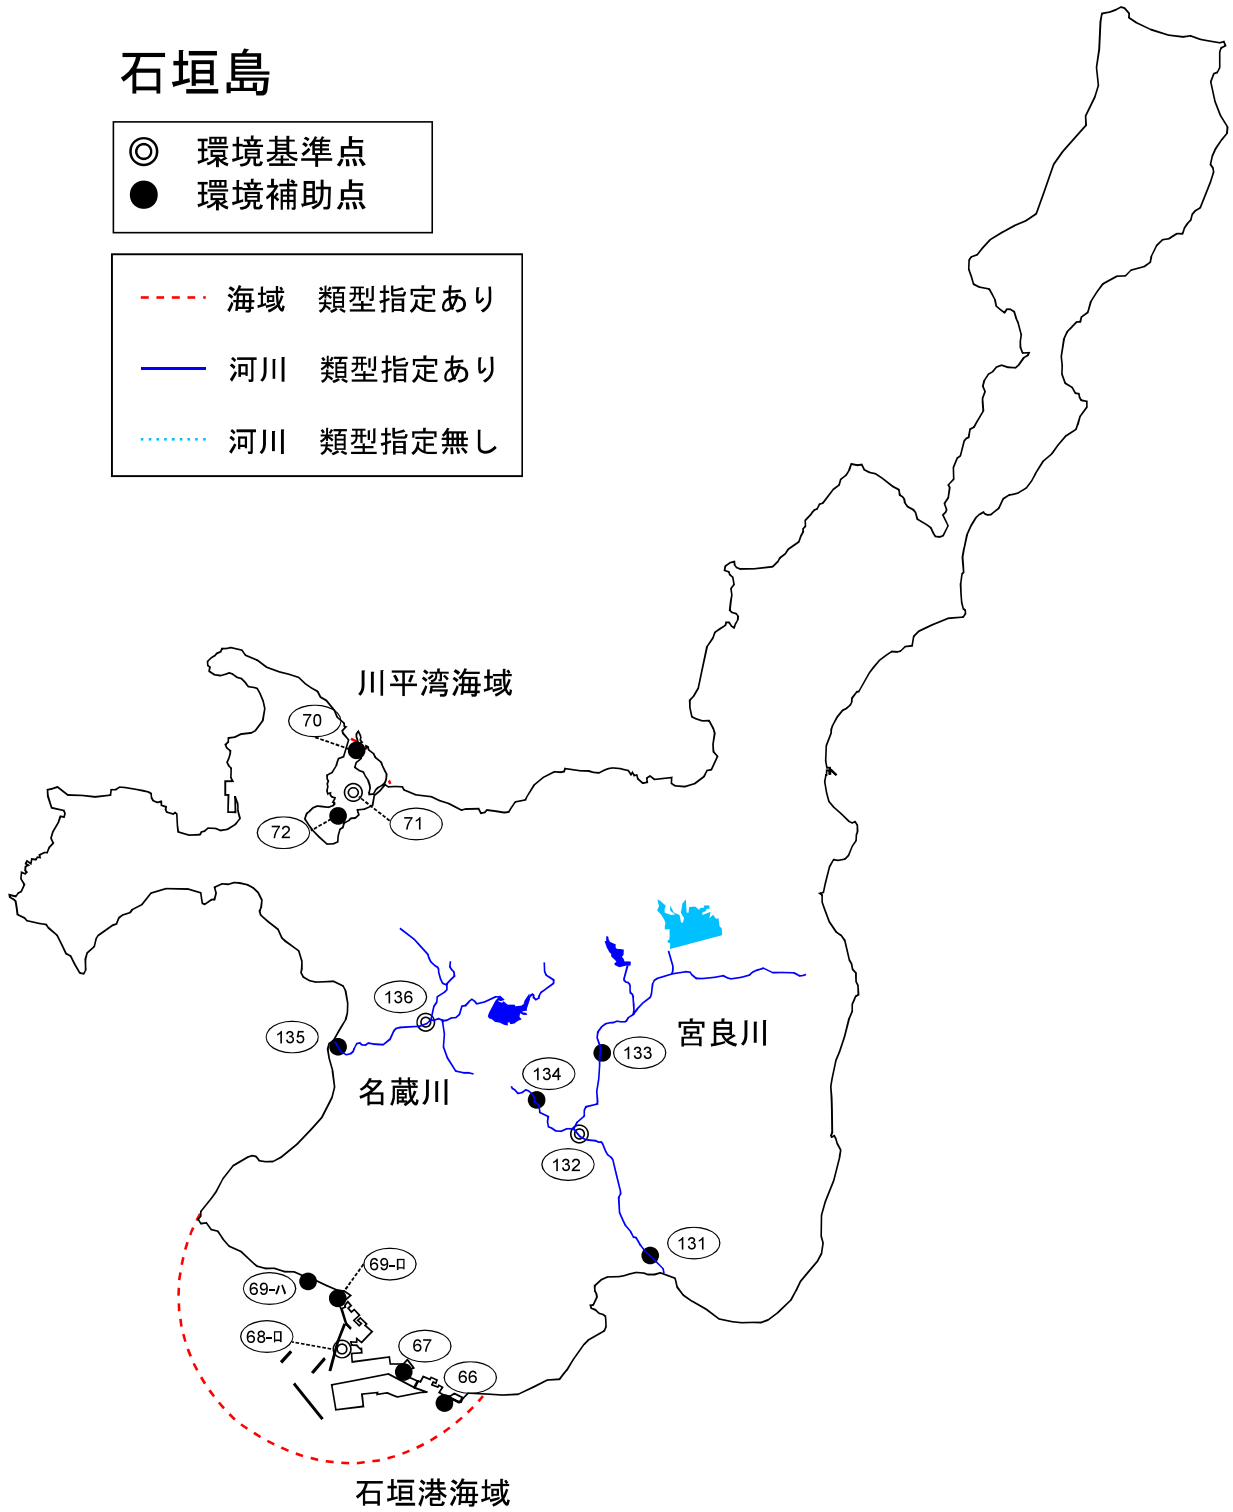 石垣島
環境基準点
環境補助点
海域 類型指定あり
河川 類型指定あり
河川 類型指定無し
川平湾海域
70
71
72
136
135
133
宮良川
134
名蔵川
132
131
69-ロ
69-ハ
68-ロ
67
66
石垣港海域